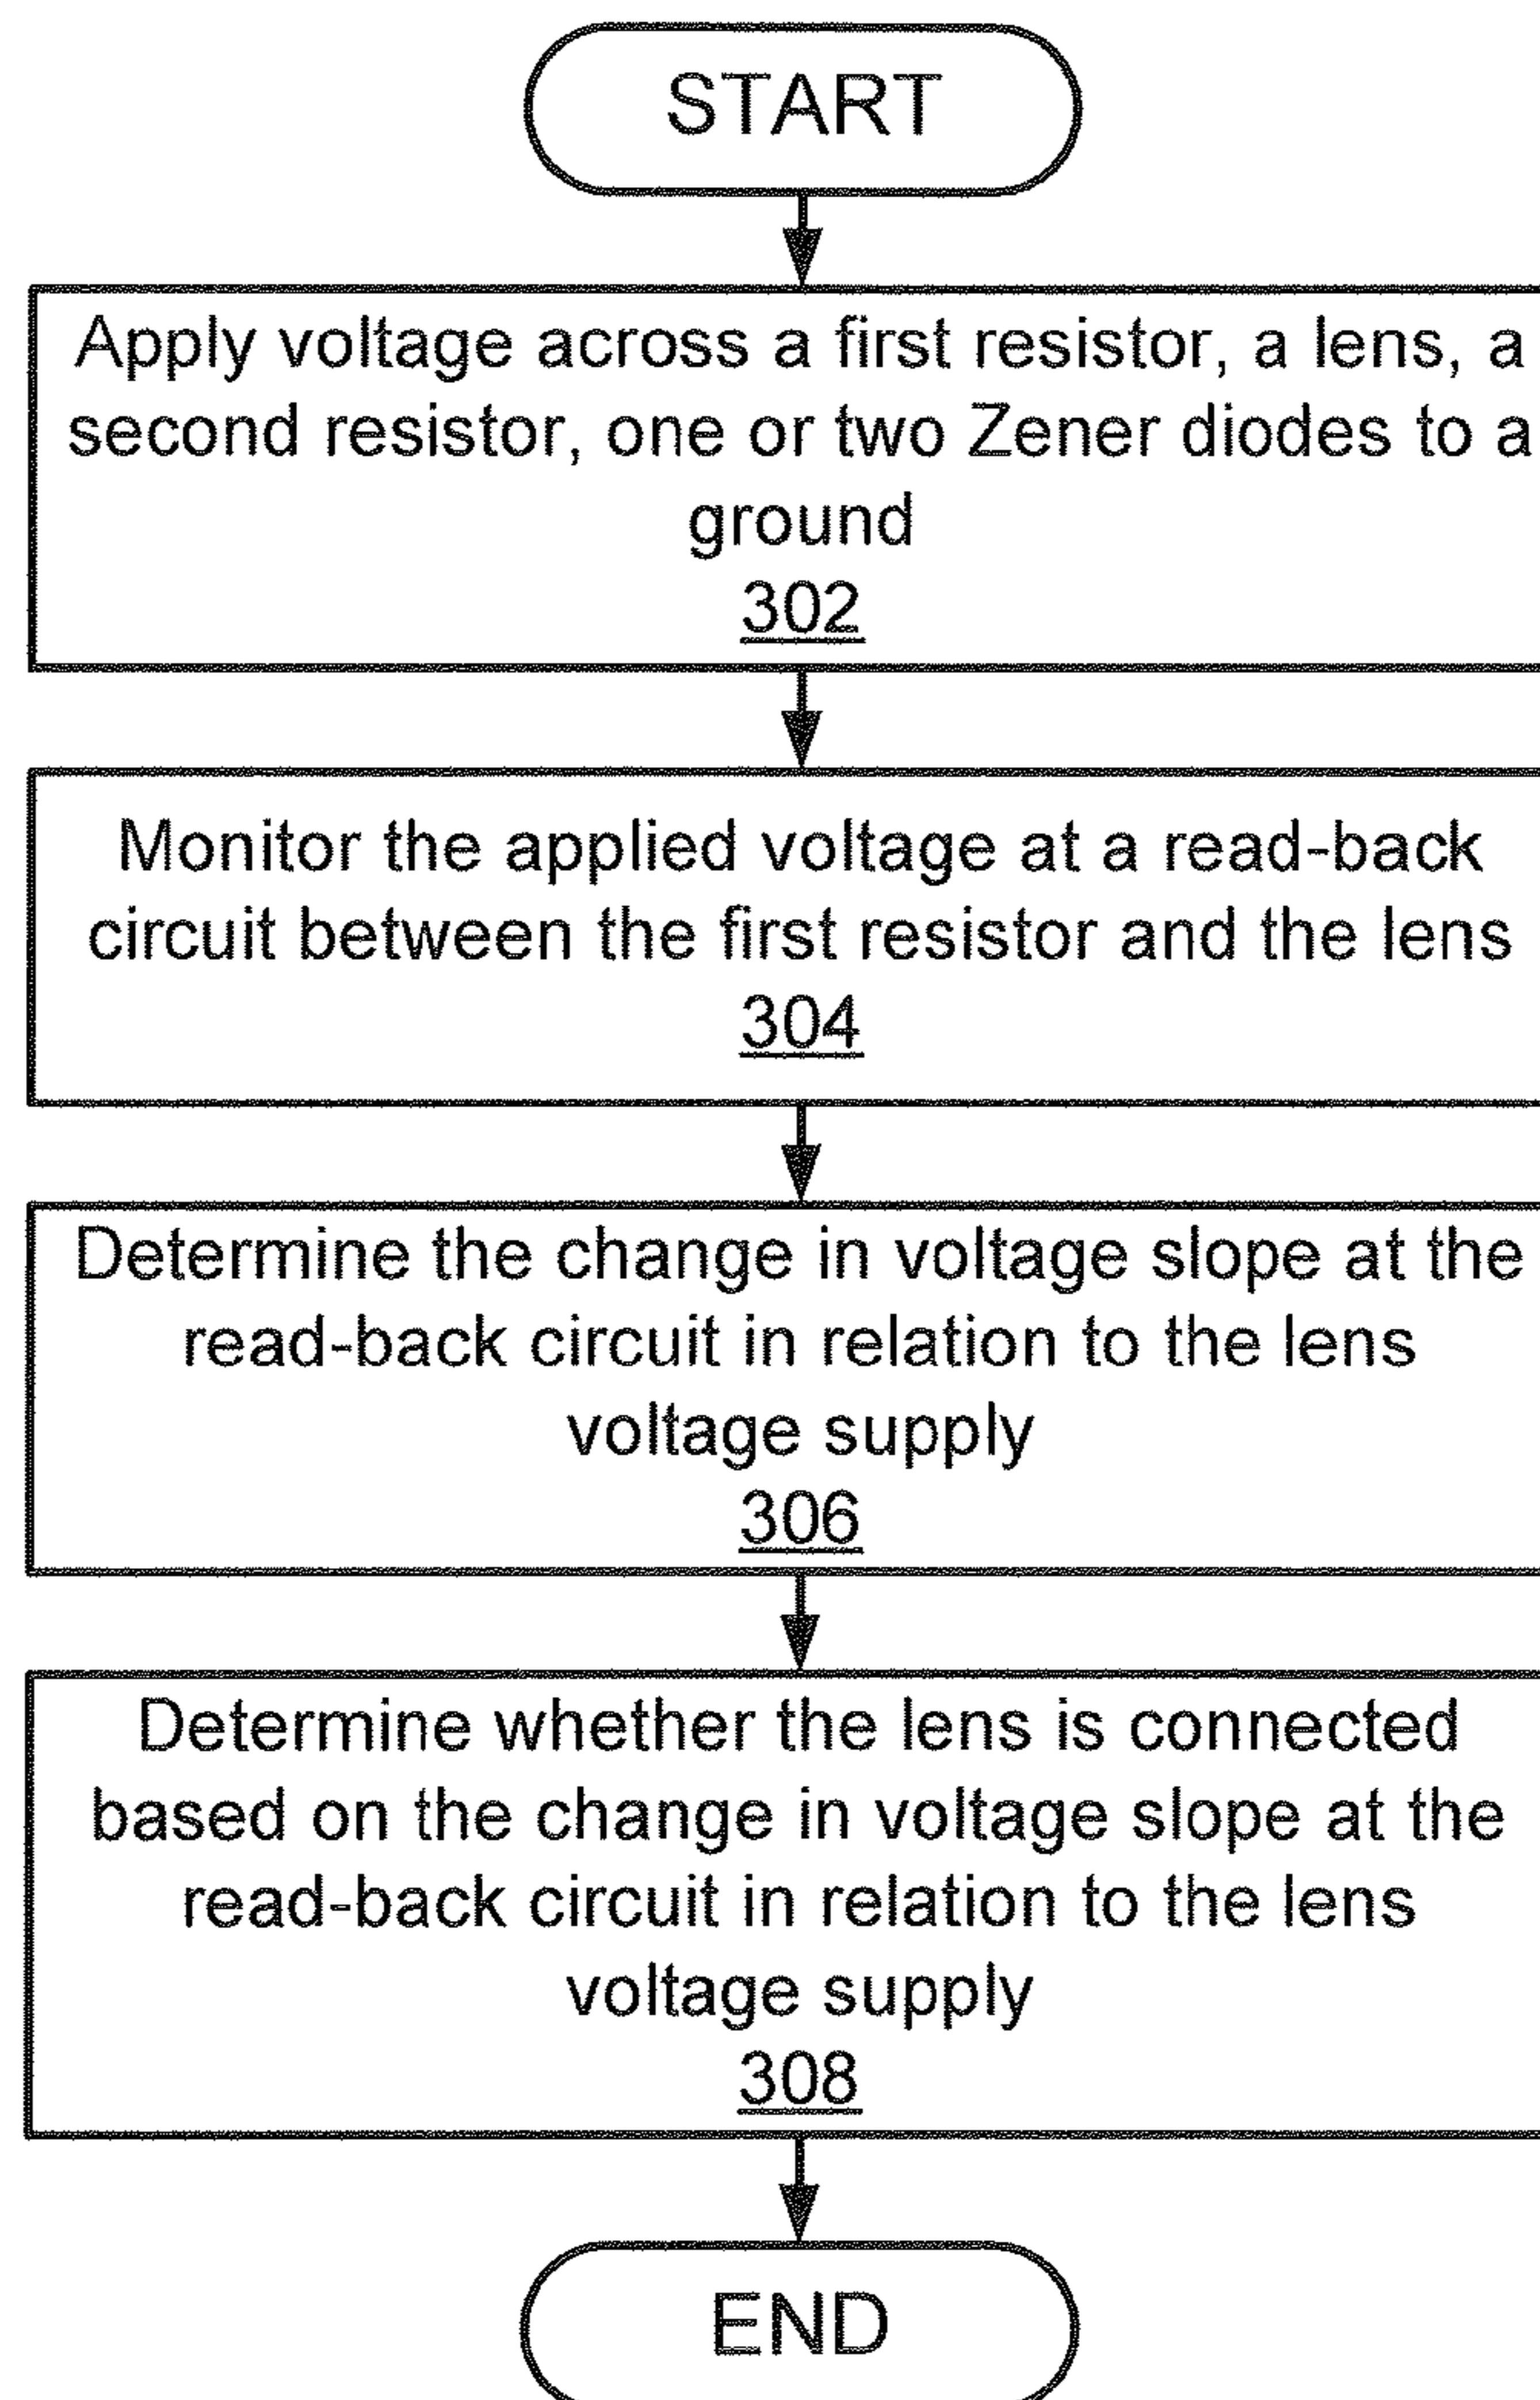 START
Apply voltage across a first resistor, a lens, a
second resistor, one or two Zener diodes to a
ground
302
Monitor the applied voltage at a read-back
circuit between the first resistor and the lens
304
Determine the change in voltage slope at the
read-back circuit in relation to the lens
voltage supply
306
Determine whether the lens is connected
based on the change in voltage slope at the
read-back circuit in relation to the lens
voltage supply
308
END